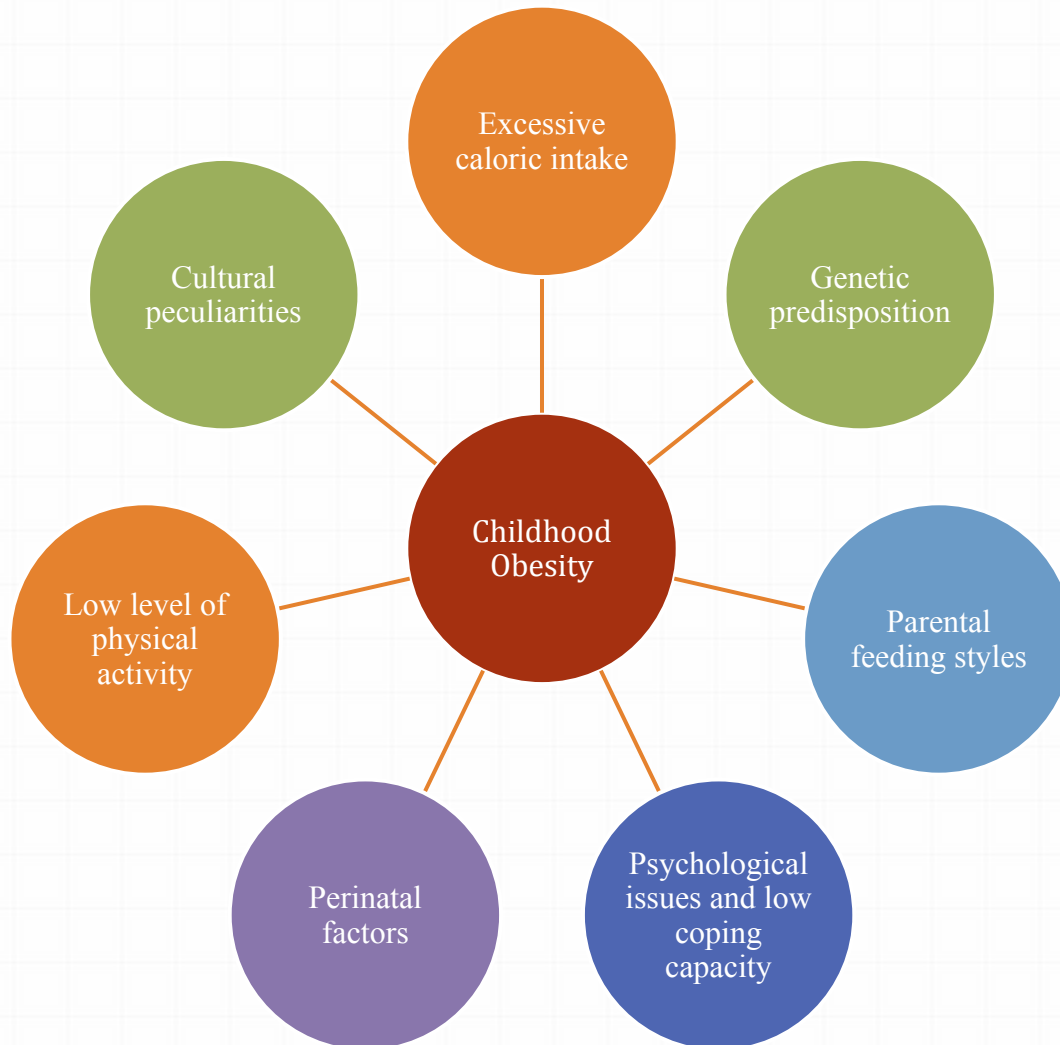 Excessive
caloric intake
Genetic
predisposition
Parental
feeding styles
Psychological
issues and low
coping
capacity
Perinatal
factors
Low level of
physical
activity
Cultural
peculiarities
Childhood
Obesity